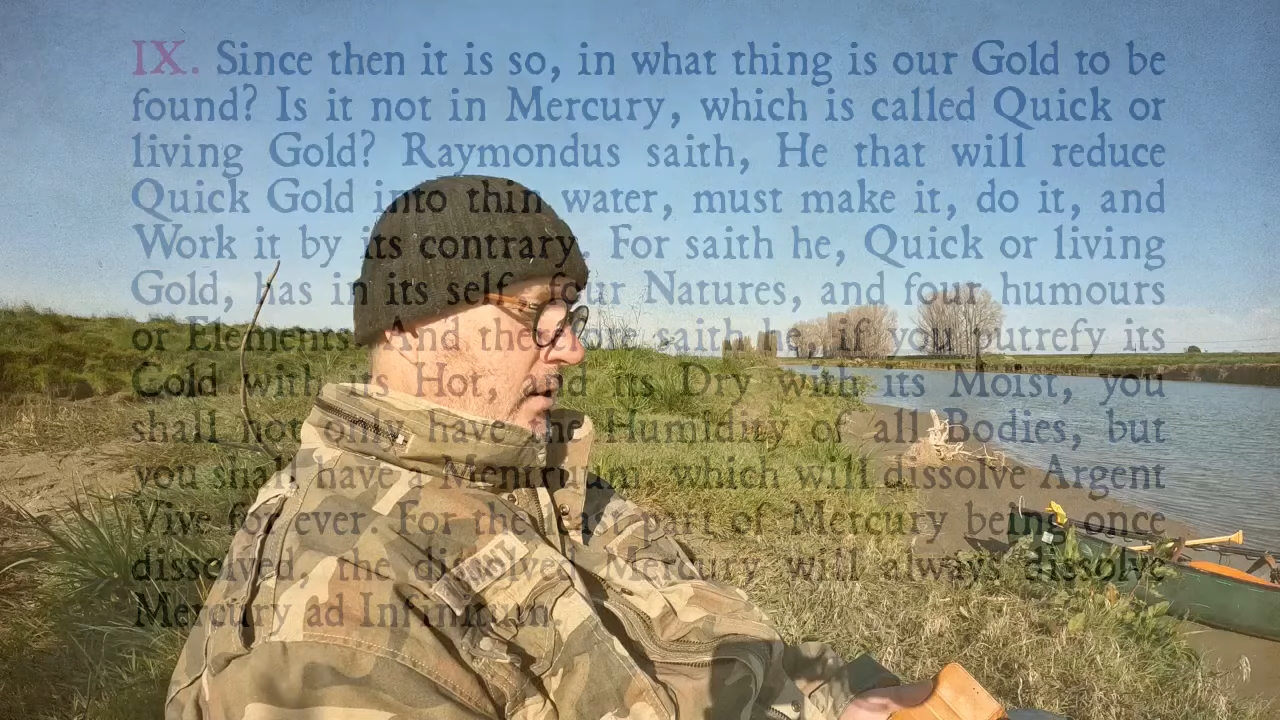 IX. Since then it is so, in what thing is our Gold to be
found? Is it not in Mercury, which is called Quick or
living Gold? Raymondus saith, He that will reduce
Quick Gold into thin water, must make it, do it, and
Work it by its contrary. For saith he, Quick or living
Gold, has in its self four Natures, and four humours
or Elements. And therefore saith he, if you putrefy its
Cold with its Hot, and its Dry with its Moist, you
shall not only have the Humidity of all Bodies, but
you shall have a Menstruum, which will dissolve Argent
Vive for ever. For the least part of Mercury being once
dissolved, the dissolved Mercury will always dissolve
Mercury ad Infinitum